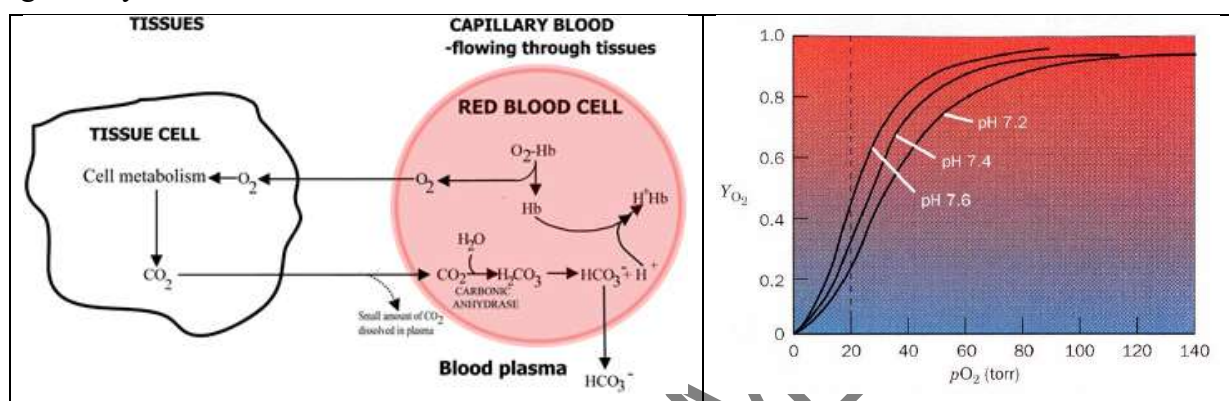 TISSUES
CAPILLARY BLOOD
-flowing through tissues
RED BLOOD CELL
TISSUE CELL
O2-Hb
Cell metabolism
O2
O2
Hb
H+Hb
H2O
CO2
CO2
H2CO3
HCO3- + H+
CARBONIC
ANHYDRASE
Small amount of CO2
dissolved in plasma
Blood plasma
HCO3-
1.0
0.8
0.6
YO2
0.4
0.2
0
pH 7.2
pH 7.4
pH 7.6
0 20 40 60 80 100 120 140
pO2 (torr)